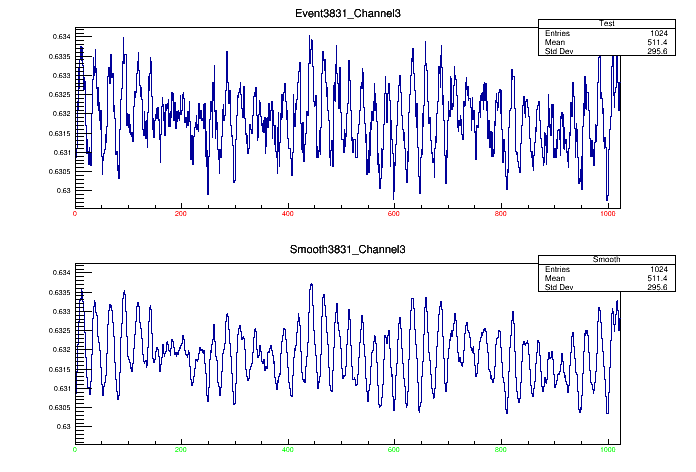 Event3831_Channel3
Test
Entries 1024
Mean 511.4
Std Dev 295.6
0.634
0.6335
0.633
0.6325
0.632
0.6315
0.631
0.6305
0.63
0 200 400 600 800 1000
Smooth3831_Channel3
Smooth
Entries 1024
Mean 511.4
Std Dev 295.6
0.634
0.6335
0.633
0.6325
0.632
0.6315
0.631
0.6305
0.63
0 200 400 600 800 1000